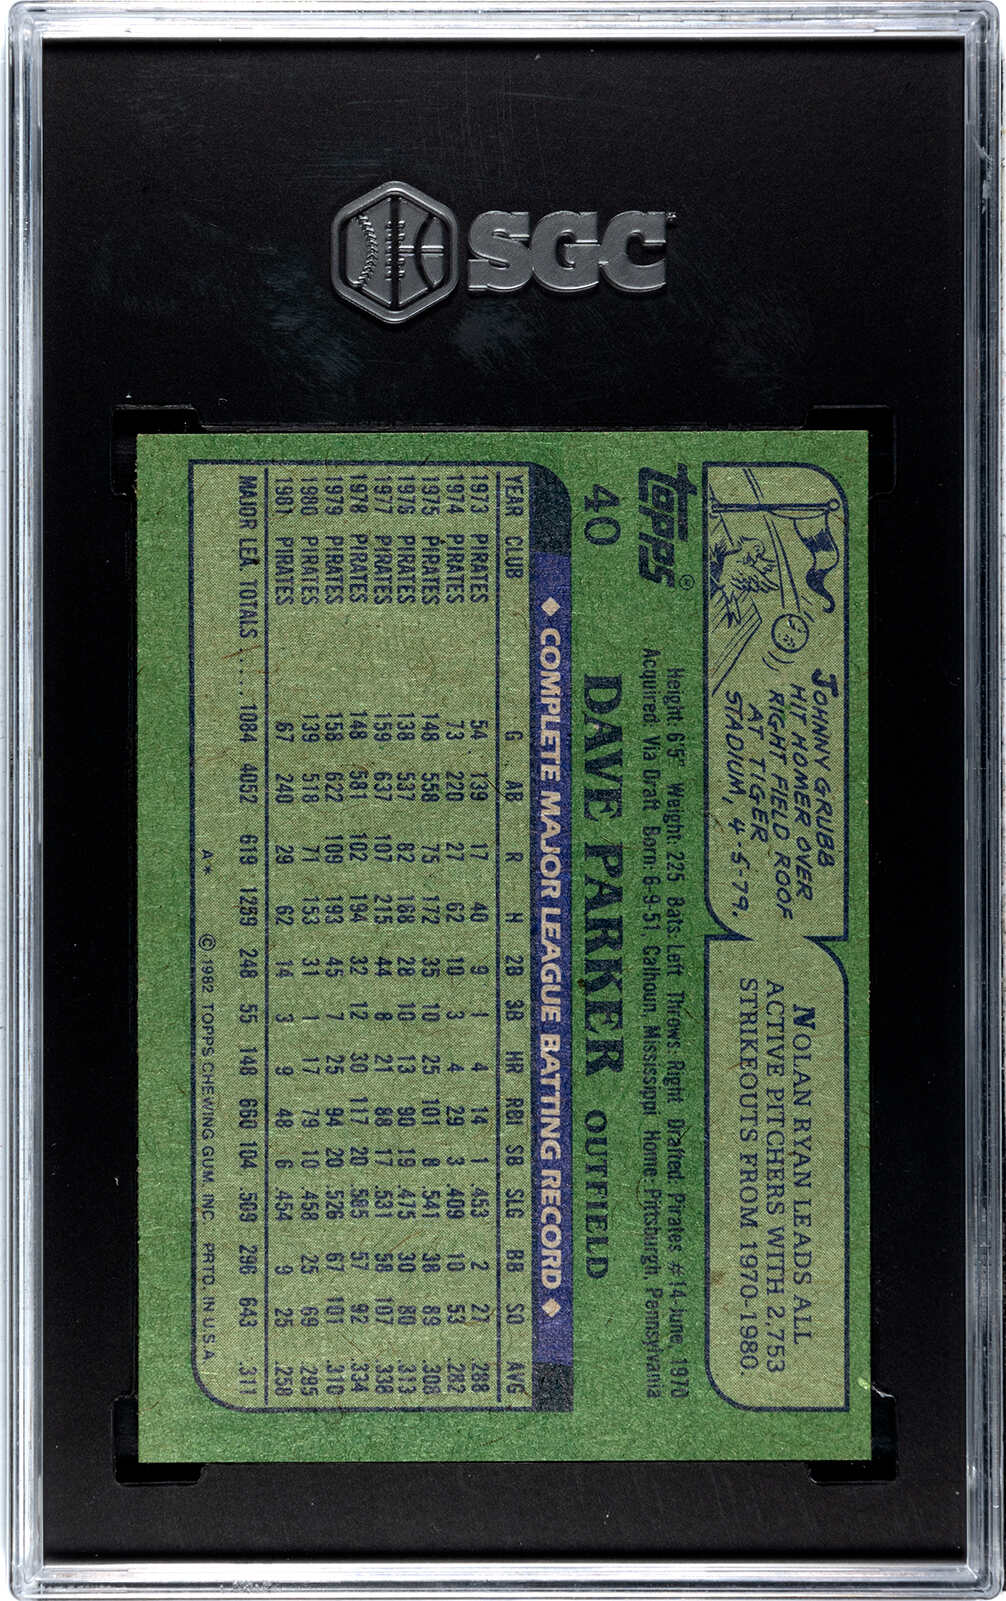 SGC
JOHNNY GRUBB
HIT HOMER OVER
RIGHT FIELD ROOF
AT TIGER
STADIUM, 4-5-79.
NOLAN RYAN LEADS ALL
ACTIVE PITCHERS WITH 2,753
STRIKEOUTS FROM 1970-1980.
TOPPS®
Height: 6'5" Weight: 225 Bats: Left Throws: Right Drafted: Pirates #14-June, 1970
Acquired: Via Draft Born: 6-9-51, Calhoun, Mississippi Home: Pittsburgh, Pennsylvania
40 DAVE PARKER OUTFIELD
◆ COMPLETE MAJOR LEAGUE BATTING RECORD ◆
YEAR CLUB G AB R H 2B 3B HR RBI SB SLG BB SO AVG
1973 PIRATES 54 139 17 40 9 1 4 14 1 .453 2 27 .288
1974 PIRATES 73 220 27 62 10 3 4 29 3 .409 10 53 .282
1975 PIRATES 148 558 75 172 35 10 25 101 8 .541 38 89 .308
1976 PIRATES 138 537 82 168 28 10 13 90 19 .475 30 80 .313
1977 PIRATES 159 637 107 215 44 8 21 88 17 .531 58 107 .338
1978 PIRATES 148 581 102 194 32 12 30 117 20 .585 57 92 .334
1979 PIRATES 158 622 109 193 45 7 25 94 20 .526 67 101 .310
1980 PIRATES 139 518 71 153 31 1 17 79 10 .458 25 69 .295
1981 PIRATES 67 240 29 62 14 3 9 48 6 .454 9 25 .258
MAJOR LEA. TOTALS ..... 1084 4052 619 1259 248 55 148 660 104 .509 296 643 .311
A* © 1982 TOPPS CHEWING GUM, INC. PRTD. IN U.S.A.